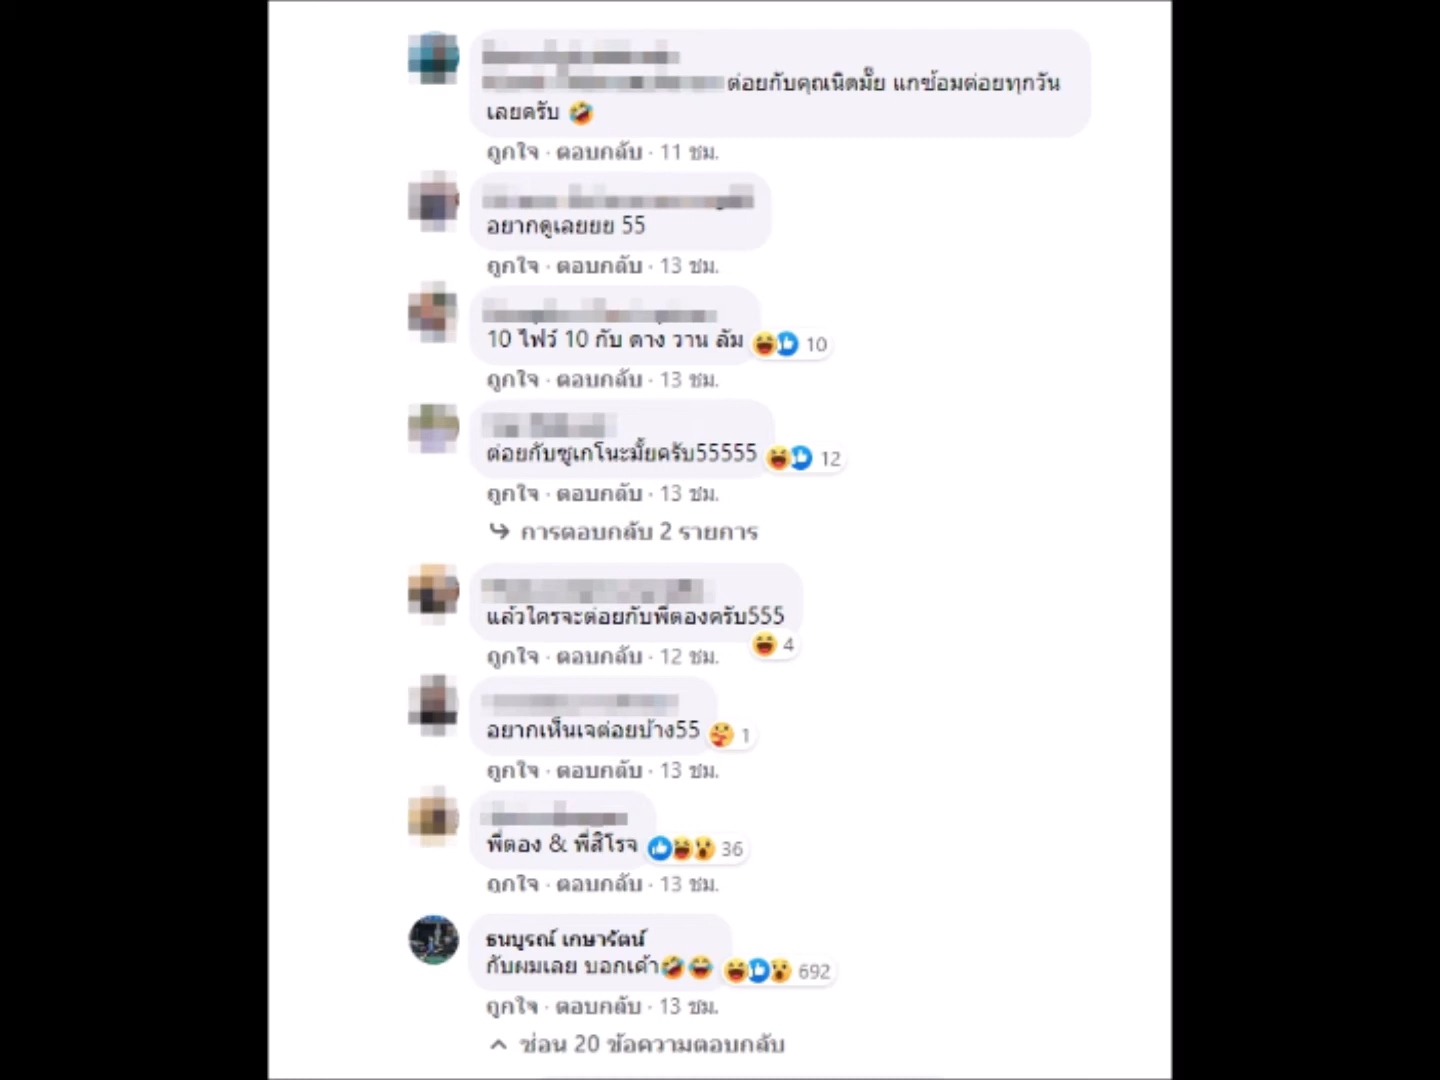 ต่อยกับคุณนิดมั๊ย แกซ้อมต่อยทุกวัน
เลยครับ 🤣
ถูกใจ · ตอบกลับ · 11 ชม.
อยากดูเลยยย 55
ถูกใจ · ตอบกลับ · 13 ชม.
10 ไฟว์ 10 กับ ดาง วาน ลัม 10
ถูกใจ · ตอบกลับ · 13 ชม.
ต่อยกับซูเกโนะมั้ยครับ55555 12
ถูกใจ · ตอบกลับ · 13 ชม.
การตอบกลับ 2 รายการ
แล้วใครจะต่อยกับพี่ตองครับ555
4
ถูกใจ · ตอบกลับ · 12 ชม.
อยากเห็นเจต่อยบ้าง55 1
ถูกใจ · ตอบกลับ · 13 ชม.
พี่ตอง & พี่สิโรจ 36
ถูกใจ · ตอบกลับ · 13 ชม.
ธนบูรณ์ เกษารัตน์
กับผมเลย บอกเค้า🤣😂 692
ถูกใจ · ตอบกลับ · 13 ชม.
ซ่อน 20 ข้อความตอบกลับ